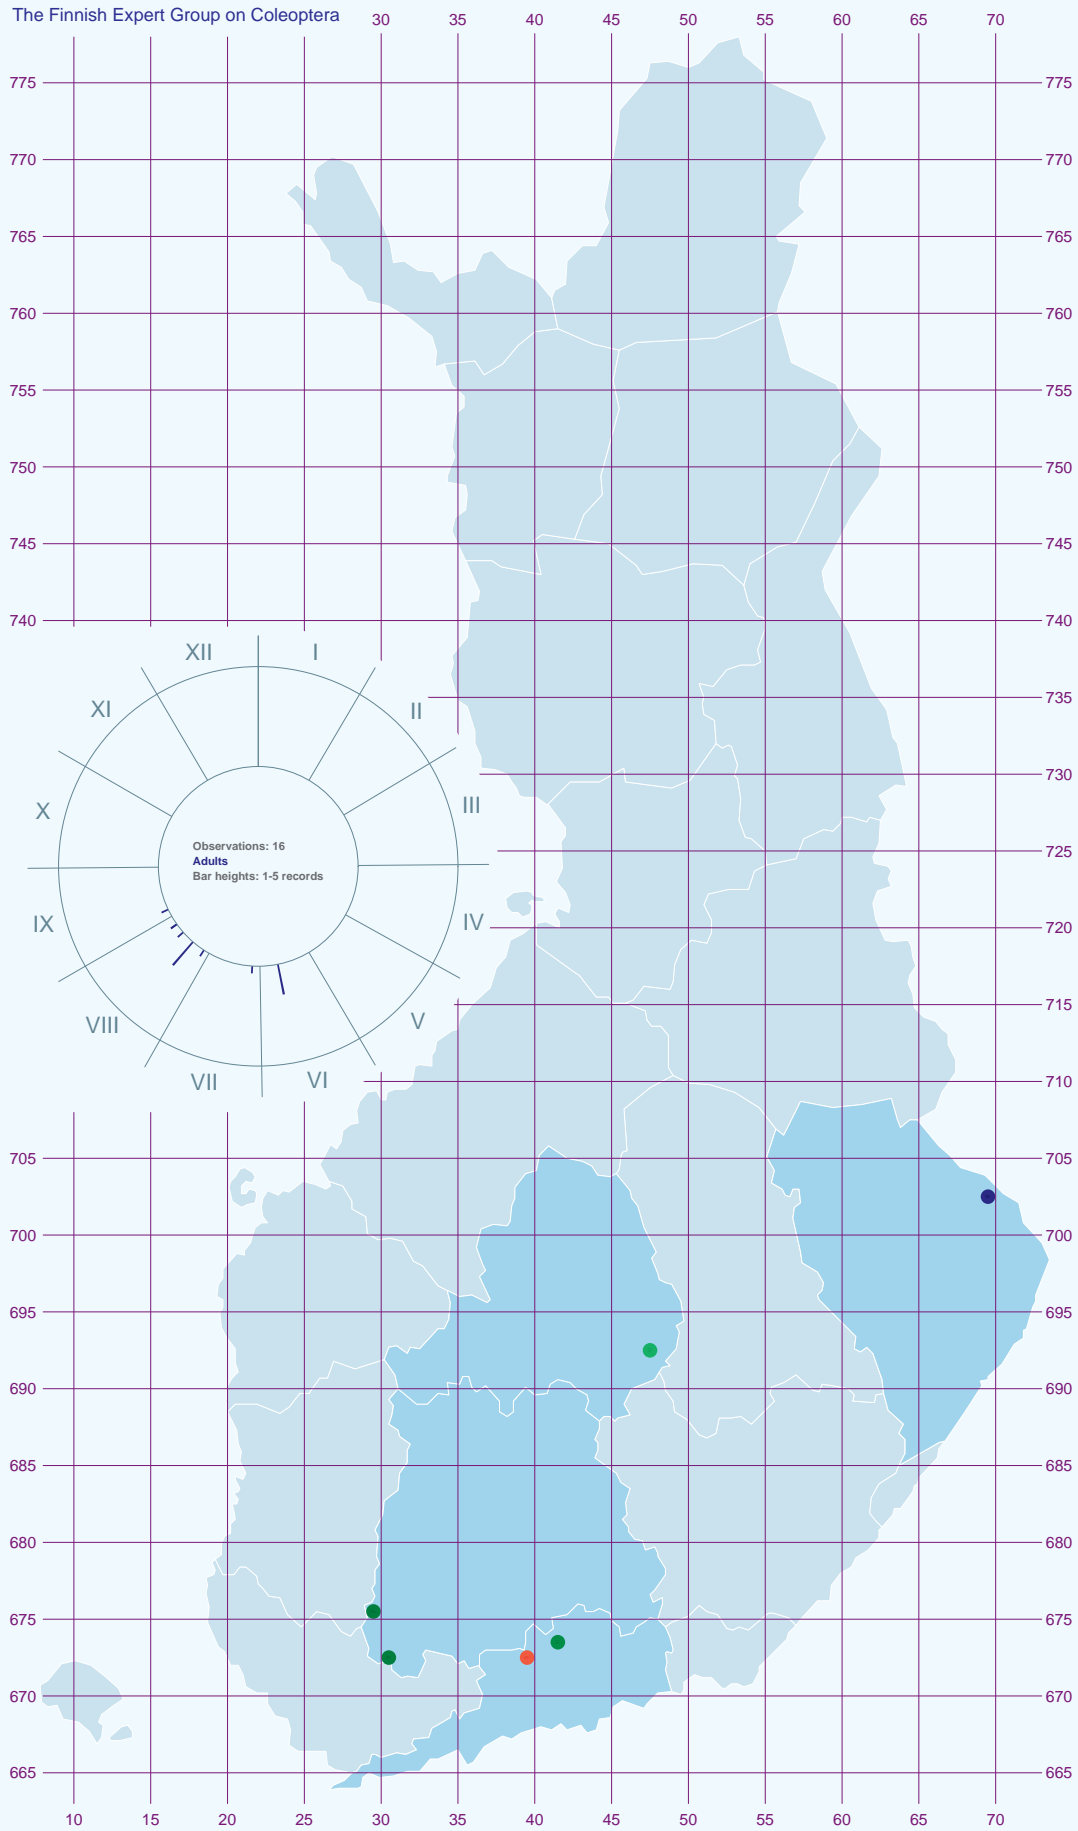 The Finnish Expert Group on Coleoptera
30 40 45 50 55 60 65 70
775 775
770 770
765 765
760 760
755 755
750 750
745 745
740 740
XII I
XI II
735
730
X III
Observations: 16
Adults
Bar heights: 1-5 records
725
IX IV
720
715
VIII V
VII VI
710
705 705
700 700
695 695
690 690
685 685
680 680
675 675
670 670
665 665
10 15 20 25 30 35 40 45 50 55 60 65 70